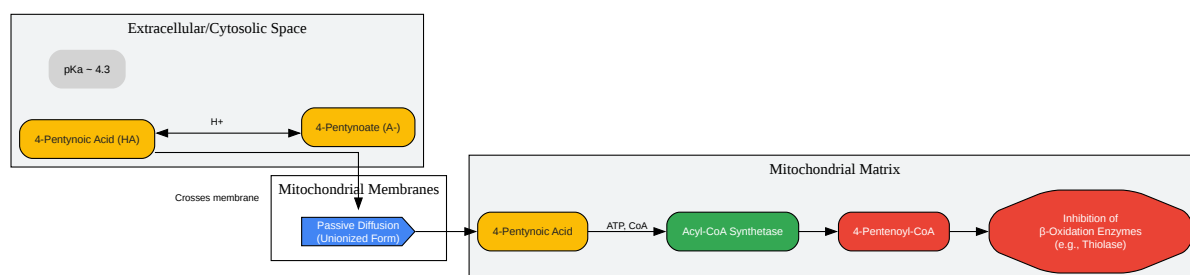 Extracellular/Cytosolic Space
pKa ~ 4.3
4-Pentynoic Acid (HA)
H+
4-Pentynoate (A-)
Crosses membrane
Mitochondrial Membranes
Passive Diffusion
(Unionized Form)
Mitochondrial Matrix
4-Pentynoic Acid
ATP, CoA
Acyl-CoA Synthetase
4-Pentenoyl-CoA
Inhibition of
β-Oxidation Enzymes
(e.g., Thiolase)